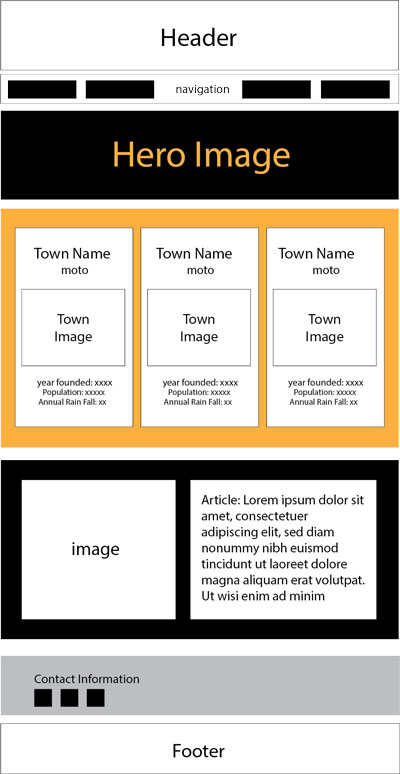 Header
navigation
Hero Image
Town Name
moto
Town
Image
year founded: xxxx
Population: xxxxx
Annual Rain Fall: xx
Town Name
moto
Town
Image
year founded: xxxx
Population: xxxxx
Annual Rain Fall: xx
Town Name
moto
Town
Image
year founded: xxxx
Population: xxxxx
Annual Rain Fall: xx
image
Article: Lorem ipsum dolor sit
amet, consectetuer
adipiscing elit, sed diam
nonummy nibh euismod
tincidunt ut laoreet dolore
magna aliquam erat volutpat.
Ut wisi enim ad minim
Contact Information
Footer